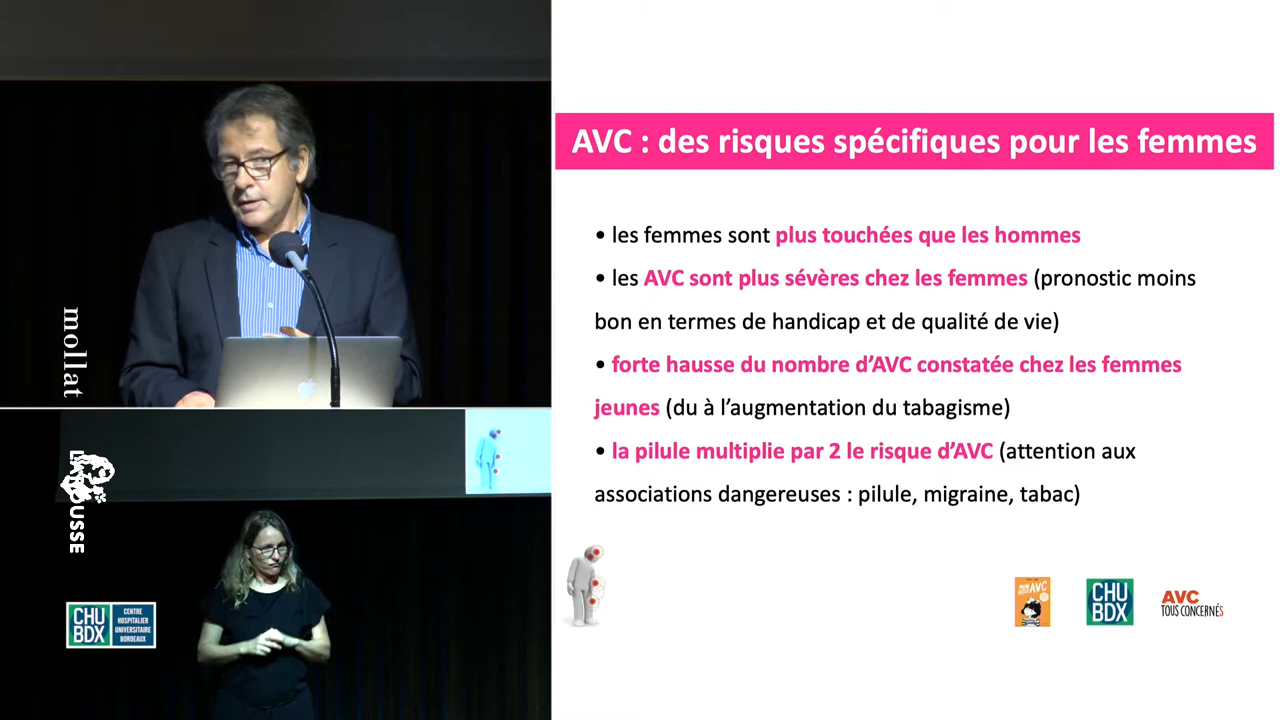 mollat
LAROUSSE
CHU
BDX
CENTRE
HOSPITALIER
UNIVERSITAIRE
BORDEAUX
AVC : des risques spécifiques pour les femmes
• les femmes sont plus touchées que les hommes
• les AVC sont plus sévères chez les femmes (pronostic moins
bon en termes de handicap et de qualité de vie)
• forte hausse du nombre d’AVC constatée chez les femmes
jeunes (du à l’augmentation du tabagisme)
• la pilule multiplie par 2 le risque d’AVC (attention aux
associations dangereuses : pilule, migraine, tabac)
MON
PETIT AVC
CHU
BDX
AVC
TOUS CONCERNÉS